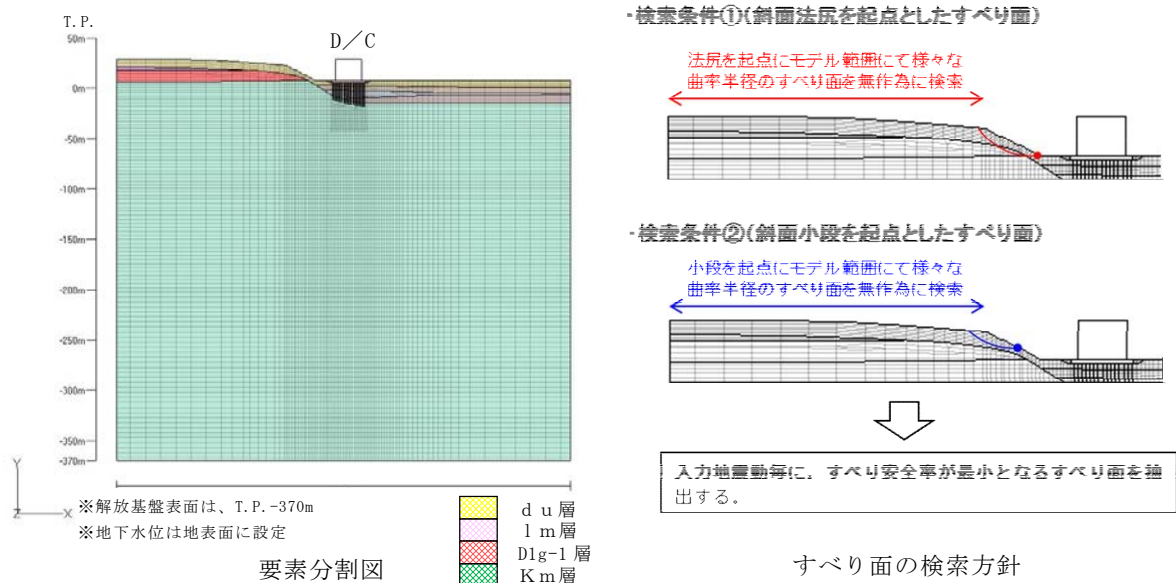 T.P.
50m
0m
-50m
-100m
-150m
-200m
-250m
-300m
-350m
-370m
D／C
Y
Z
X
※解放基盤表面は、T.P.-370m
※地下水位は地表面に設定
du層
lm層
D1g-1層
Km層
要素分割図
・検索条件①(斜面法尻を起点としたすべり面)
法尻を起点にモデル範囲にて様々な
曲率半径のすべり面を無作為に検索
・検索条件②(斜面小段を起点としたすべり面)
小段を起点にモデル範囲にて様々な
曲率半径のすべり面を無作為に検索
入力地震動毎に、すべり安全率が最小となるすべり面を抽
出する。
すべり面の検索方針